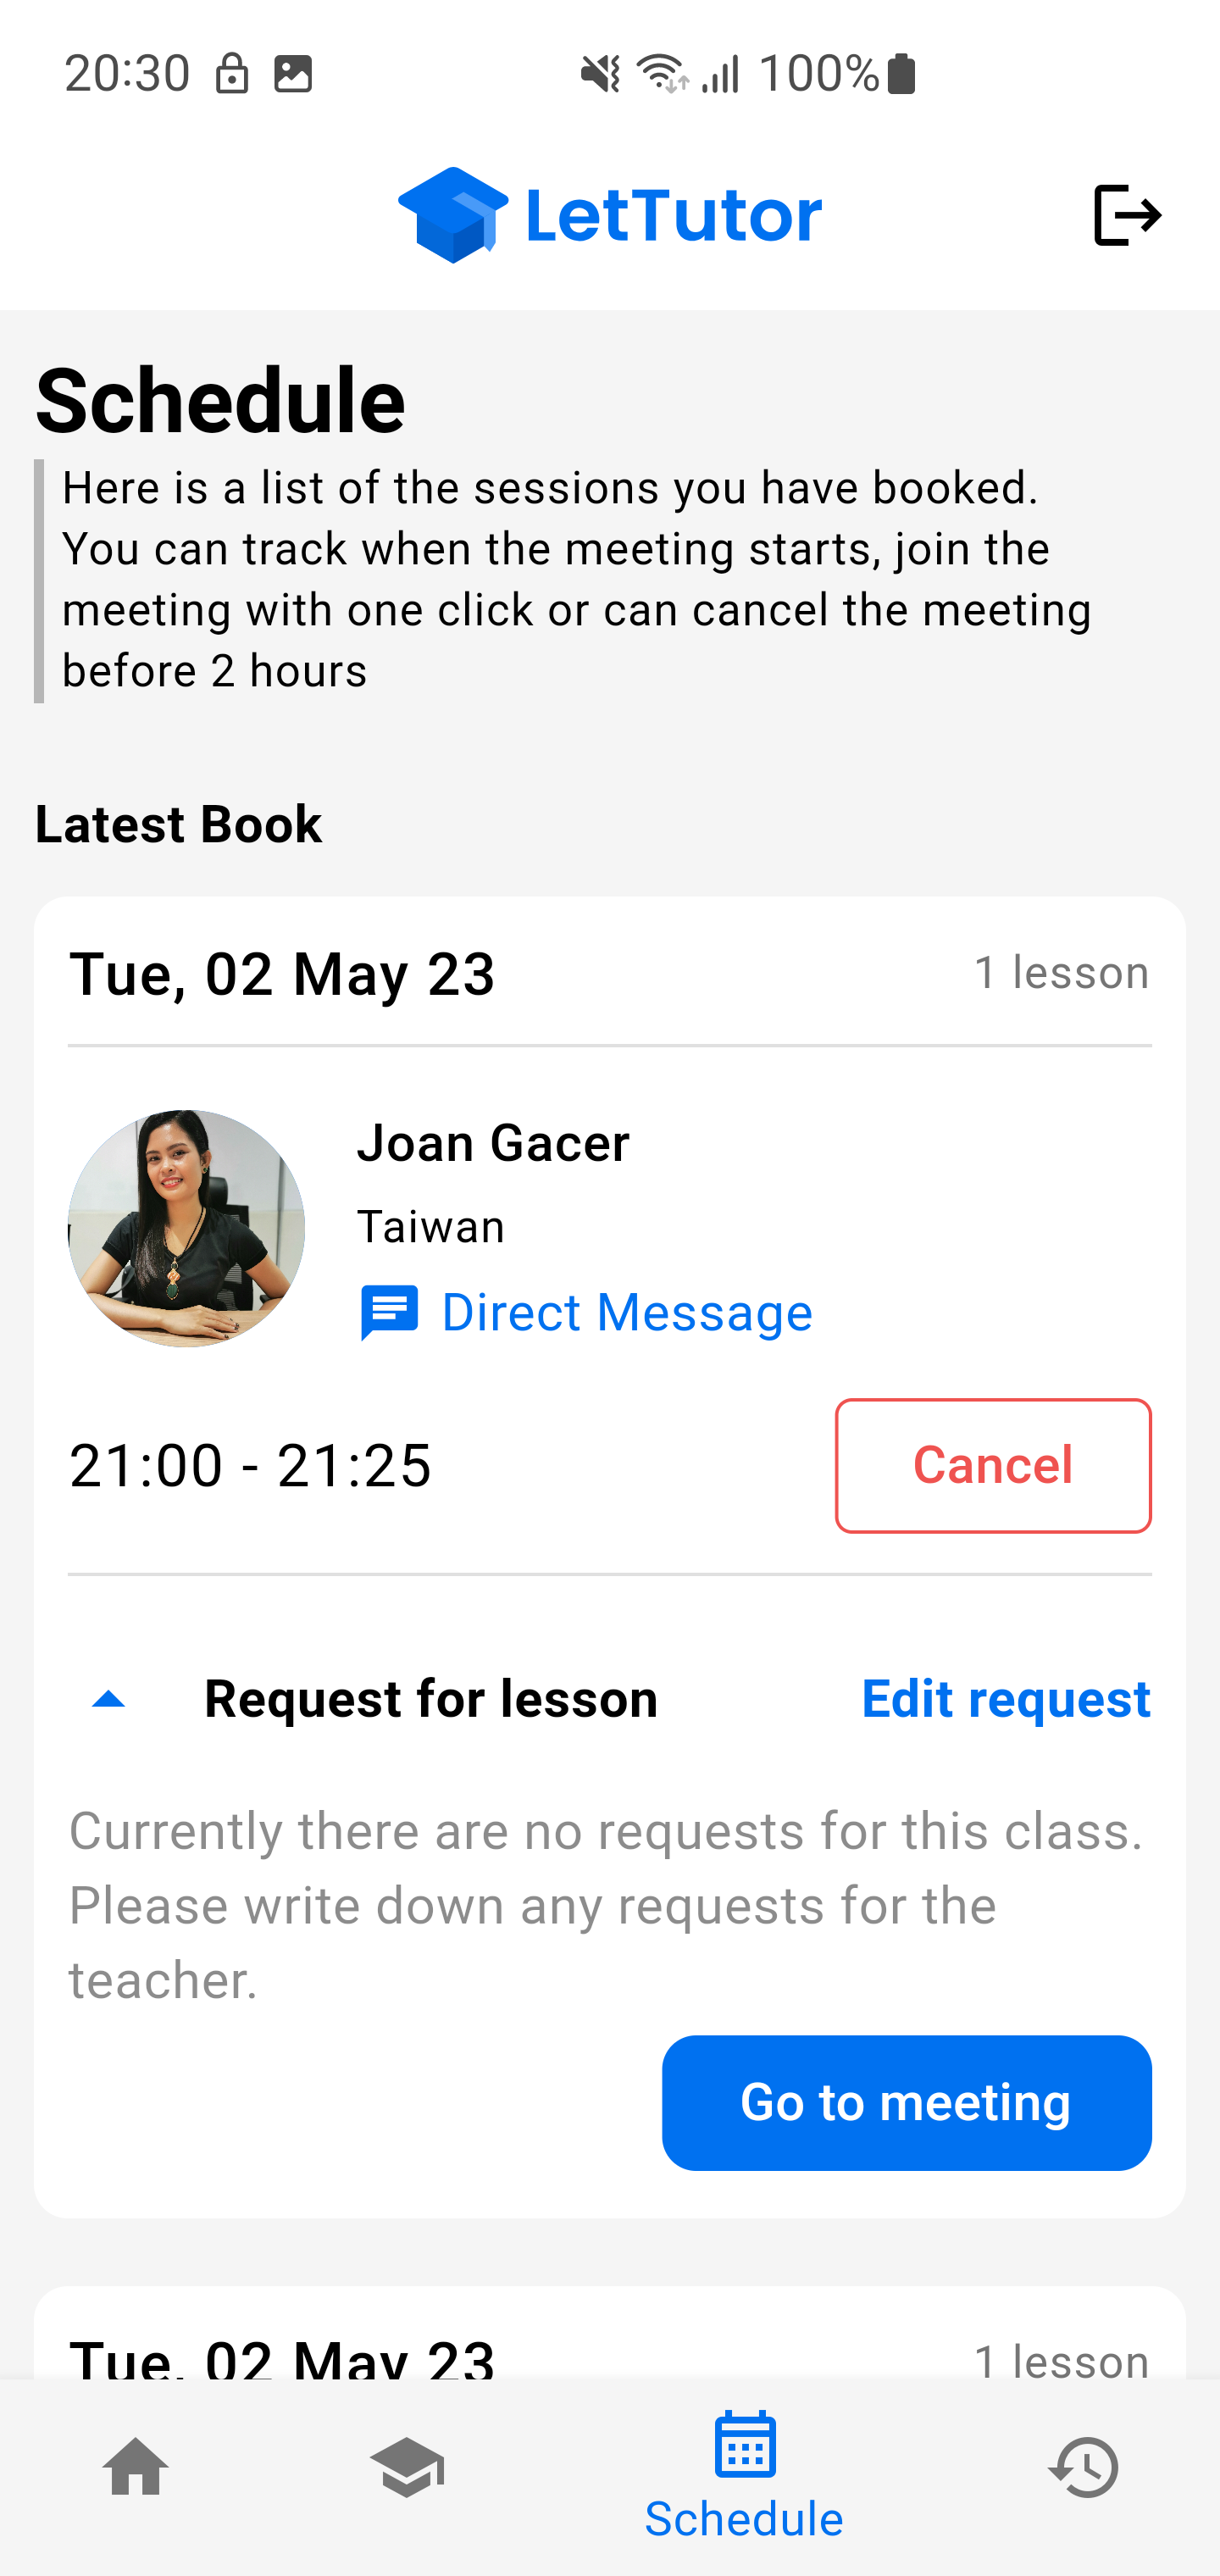 20:30 100%
LetTutor
Schedule
Here is a list of the sessions you have booked.
You can track when the meeting starts, join the
meeting with one click or can cancel the meeting
before 2 hours
Latest Book
Tue, 02 May 23 1 lesson
Joan Gacer
Taiwan
Direct Message
21:00 - 21:25 Cancel
Request for lesson Edit request
Currently there are no requests for this class.
Please write down any requests for the
teacher.
Go to meeting
Tue, 02 May 23 1 lesson
Schedule